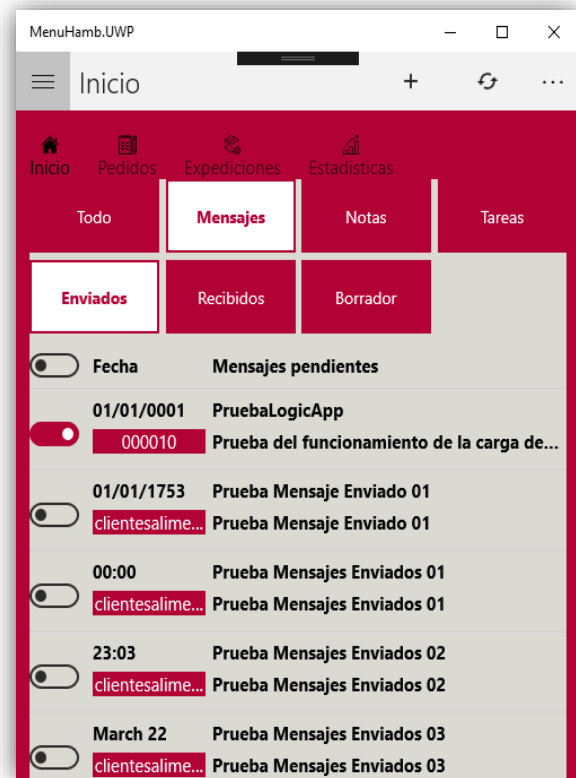 MenuHamb.UWP
Inicio
Inicio Pedidos Expediciones Estadísticas
Todo Mensajes Notas Tareas
Enviados Recibidos Borrador
Fecha Mensajes pendientes
01/01/0001 PruebaLogicApp
000010 Prueba del funcionamiento de la carga de...
01/01/1753 Prueba Mensaje Enviado 01
clientesalime... Prueba Mensaje Enviado 01
00:00 Prueba Mensajes Enviados 01
clientesalime... Prueba Mensajes Enviados 01
23:03 Prueba Mensajes Enviados 02
clientesalime... Prueba Mensajes Enviados 02
March 22 Prueba Mensajes Enviados 03
clientesalime... Prueba Mensajes Enviados 03